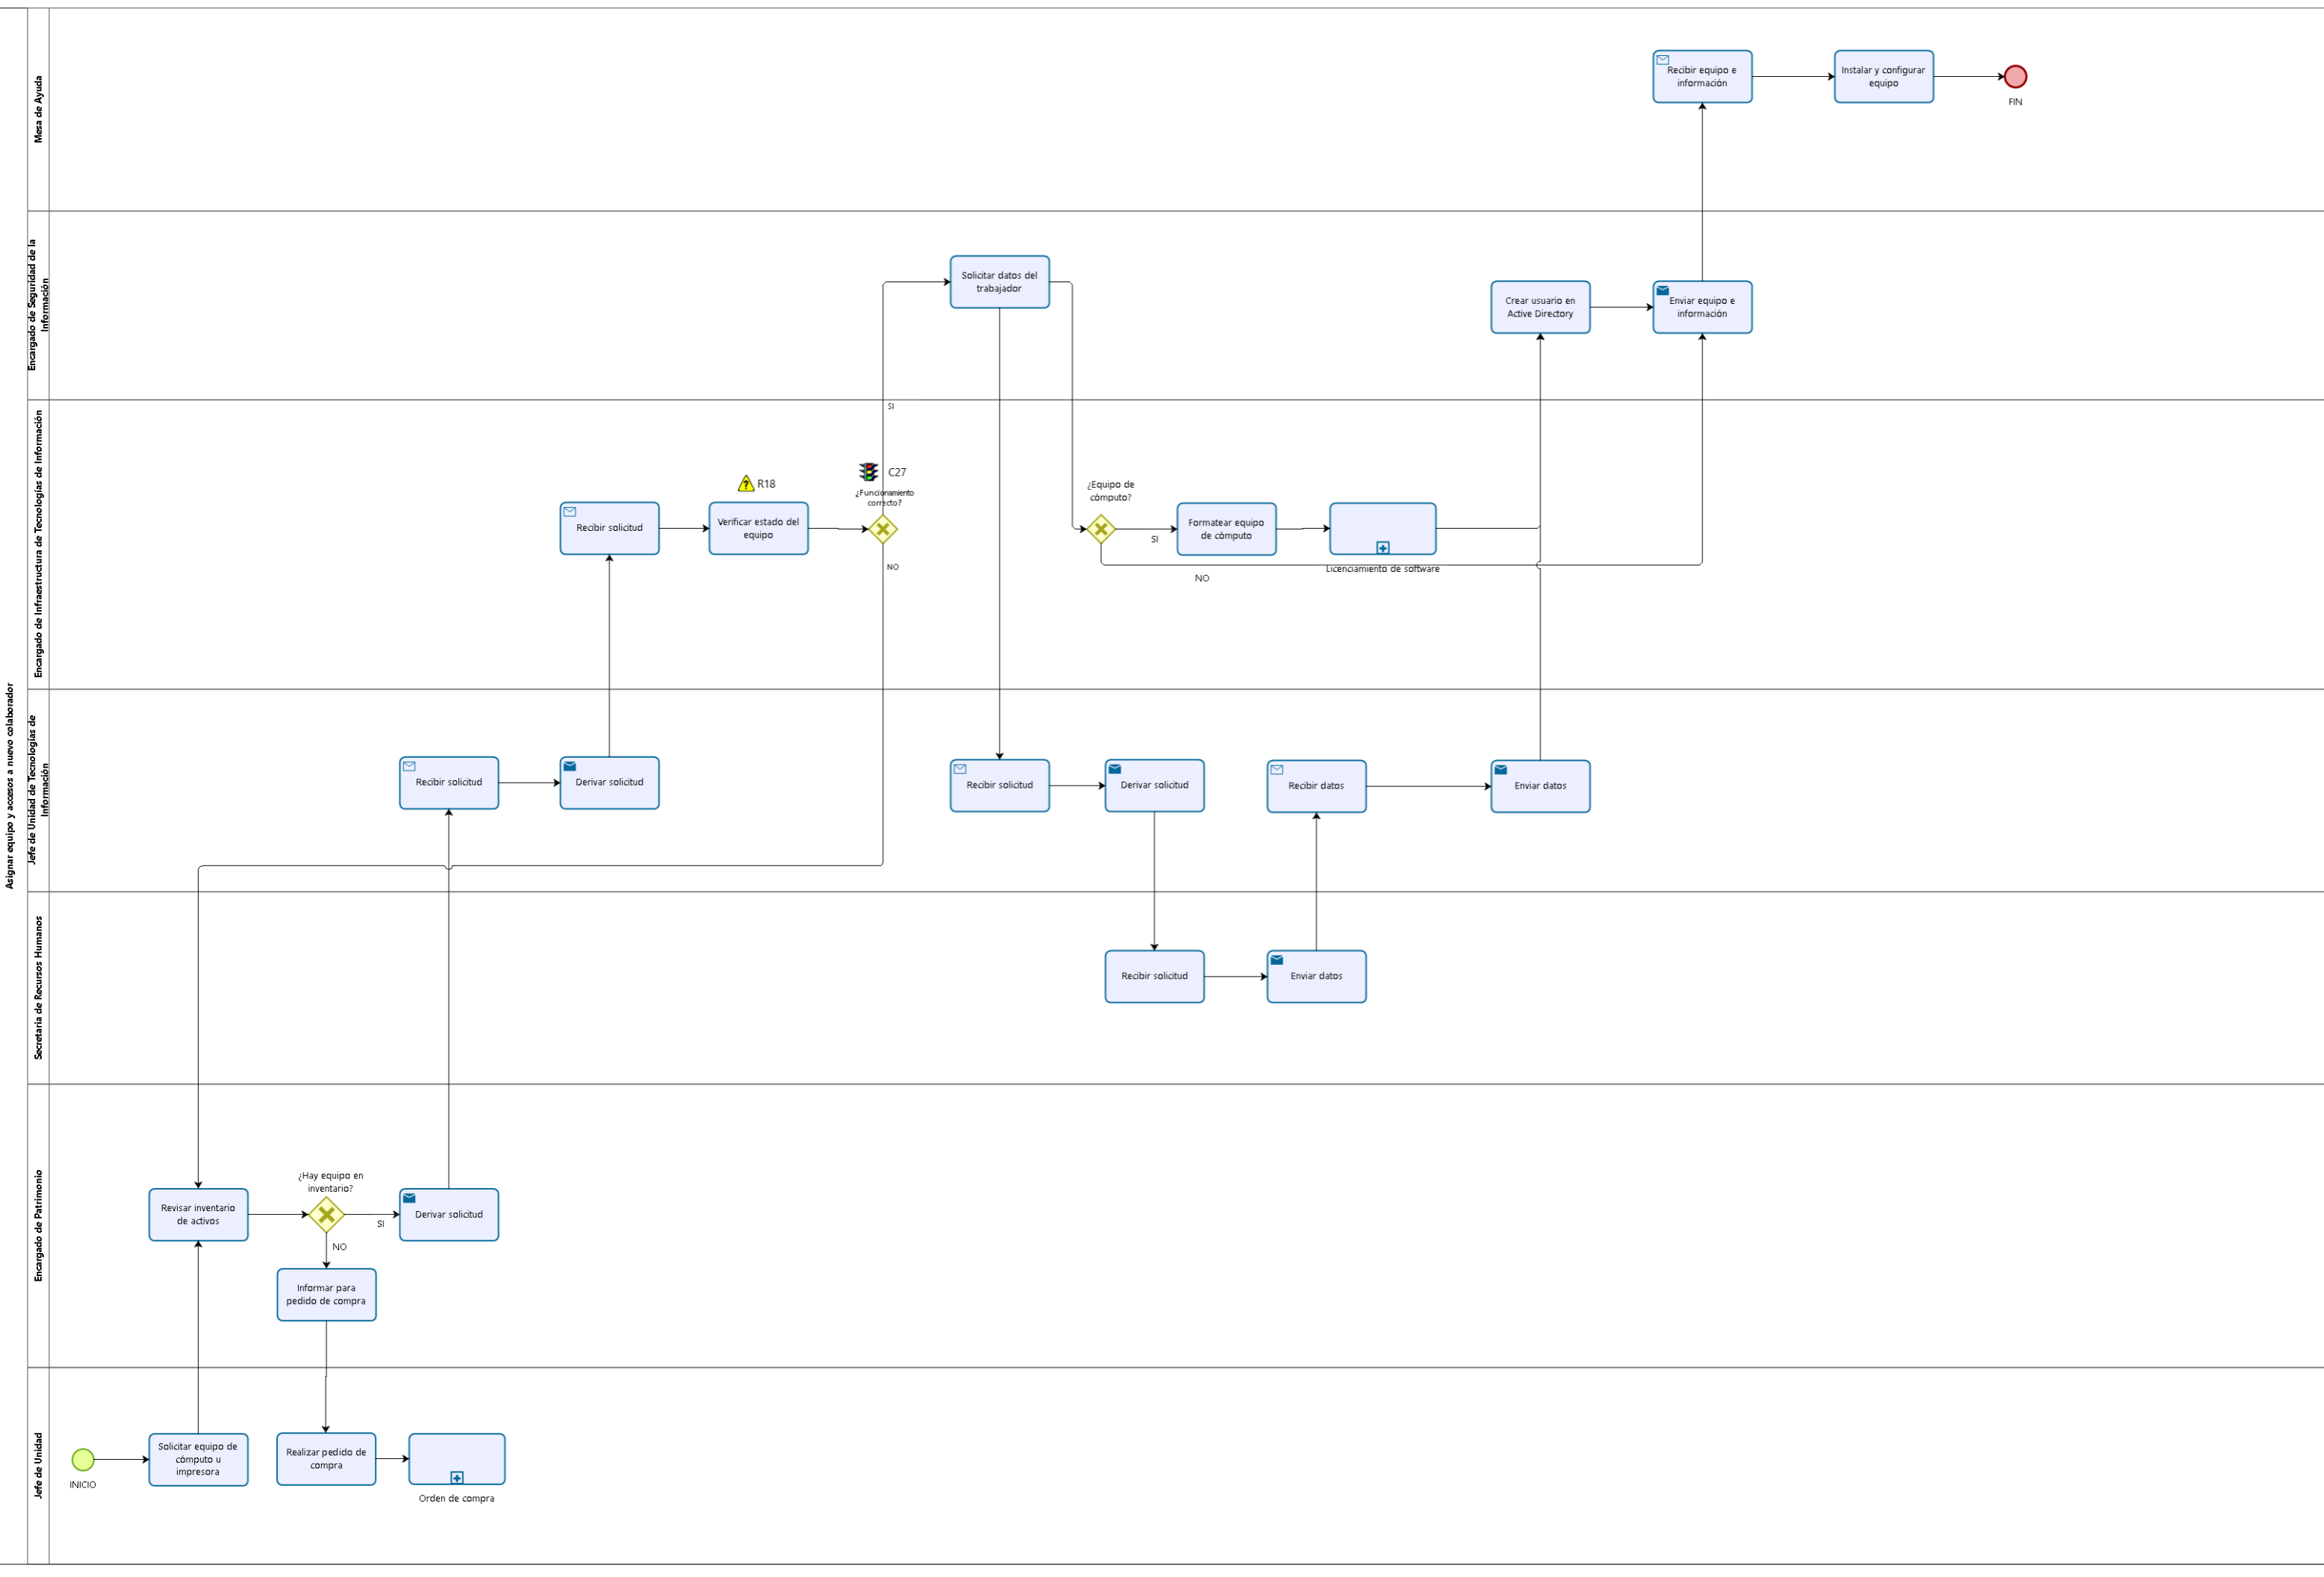 Asignar equipo y accesos a nuevo colaborador
Mesa de Ayuda
Recibir equipo e
información
Instalar y configurar
equipo
FIN
Encargado de Seguridad de la
Información
Solicitar datos del
trabajador
Crear usuario en
Active Directory
Enviar equipo e
información
Encargado de Infraestructura de Tecnologías de Información
SI
C27
¿Funcionamiento
correcto?
R18
Recibir solicitud
Verificar estado del
equipo
NO
¿Equipo de
cómputo?
SI
Formatear equipo
de cómputo
Licenciamiento de software
NO
Jefe de Unidad de Tecnologías de
Información
Recibir solicitud
Derivar solicitud
Recibir solicitud
Derivar solicitud
Recibir datos
Enviar datos
Secretaria de Recursos Humanos
Recibir solicitud
Enviar datos
Encargado de Patrimonio
Revisar inventario
de activos
¿Hay equipo en
inventario?
SI
Derivar solicitud
NO
Informar para
pedido de compra
Jefe de Unidad
INICIO
Solicitar equipo de
cómputo u
impresora
Realizar pedido de
compra
Orden de compra